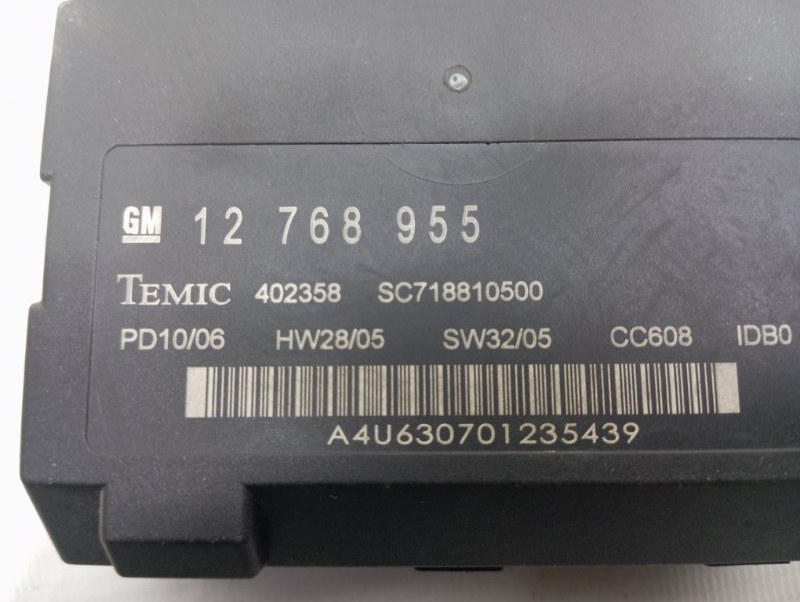 GM 12 768 955
TEMIC 402358 SC718810500
PD10/06 HW28/05 SW32/05 CC608 IDB0
A4U630701235439